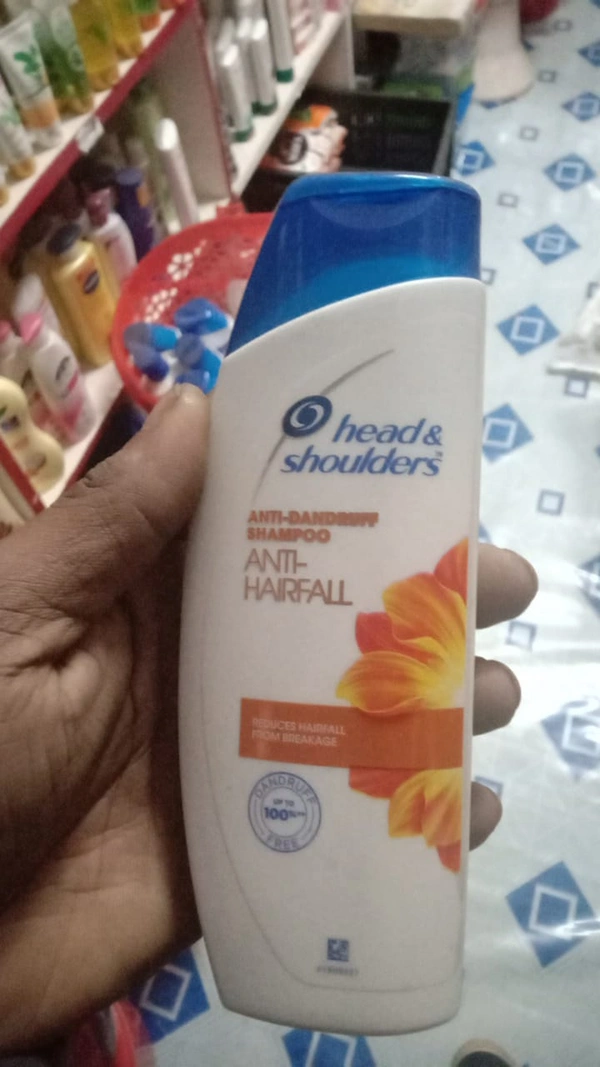 head &
shoulders
ANTI-DANDRUFF
SHAMPOO
ANTI-
HAIRFALL
REDUCES HAIRFALL
FROM BREAKAGE
DANDRUFF
UP TO
100%**
FREE